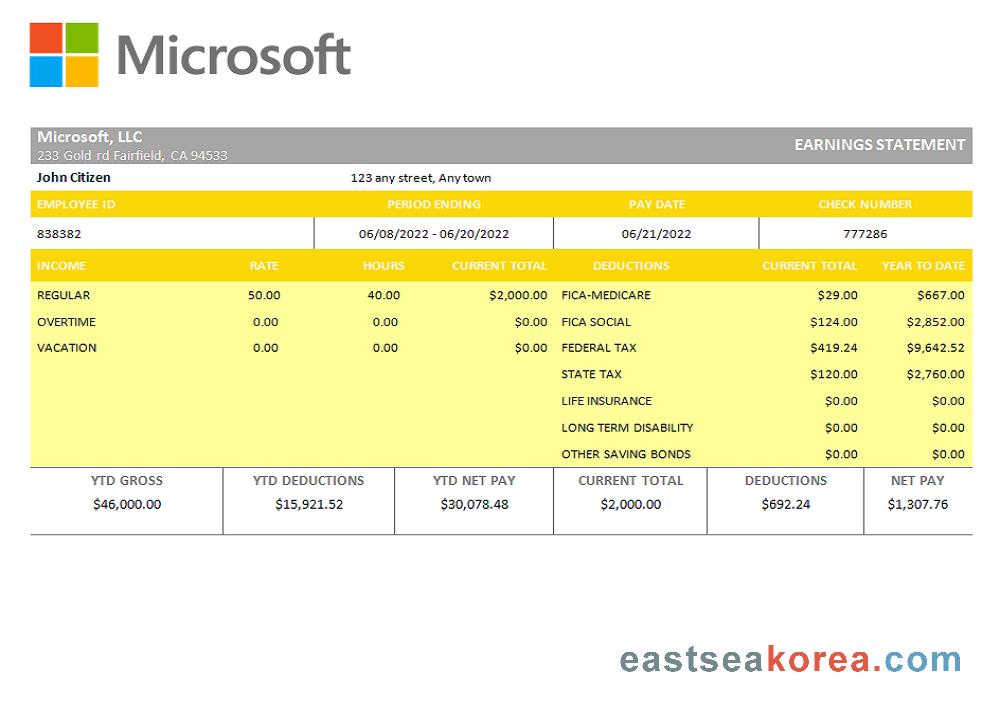 Microsoft
Microsoft, LLC EARNINGS STATEMENT
233 Gold rd Fairfield, CA 94533
John Citizen 123 any street, Any town
EMPLOYEE ID PERIOD ENDING PAY DATE CHECK NUMBER
838382 06/08/2022 - 06/20/2022 06/21/2022 777286
INCOME RATE HOURS CURRENT TOTAL DEDUCTIONS CURRENT TOTAL YEAR TO DATE
REGULAR 50.00 40.00 $2,000.00 FICA-MEDICARE $29.00 $667.00
OVERTIME 0.00 0.00 $0.00 FICA SOCIAL $124.00 $2,852.00
VACATION 0.00 0.00 $0.00 FEDERAL TAX $419.24 $9,642.52
STATE TAX $120.00 $2,760.00
LIFE INSURANCE $0.00 $0.00
LONG TERM DISABILITY $0.00 $0.00
OTHER SAVING BONDS $0.00 $0.00
YTD GROSS YTD DEDUCTIONS YTD NET PAY CURRENT TOTAL DEDUCTIONS NET PAY
$46,000.00 $15,921.52 $30,078.48 $2,000.00 $692.24 $1,307.76
eastseakorea.com